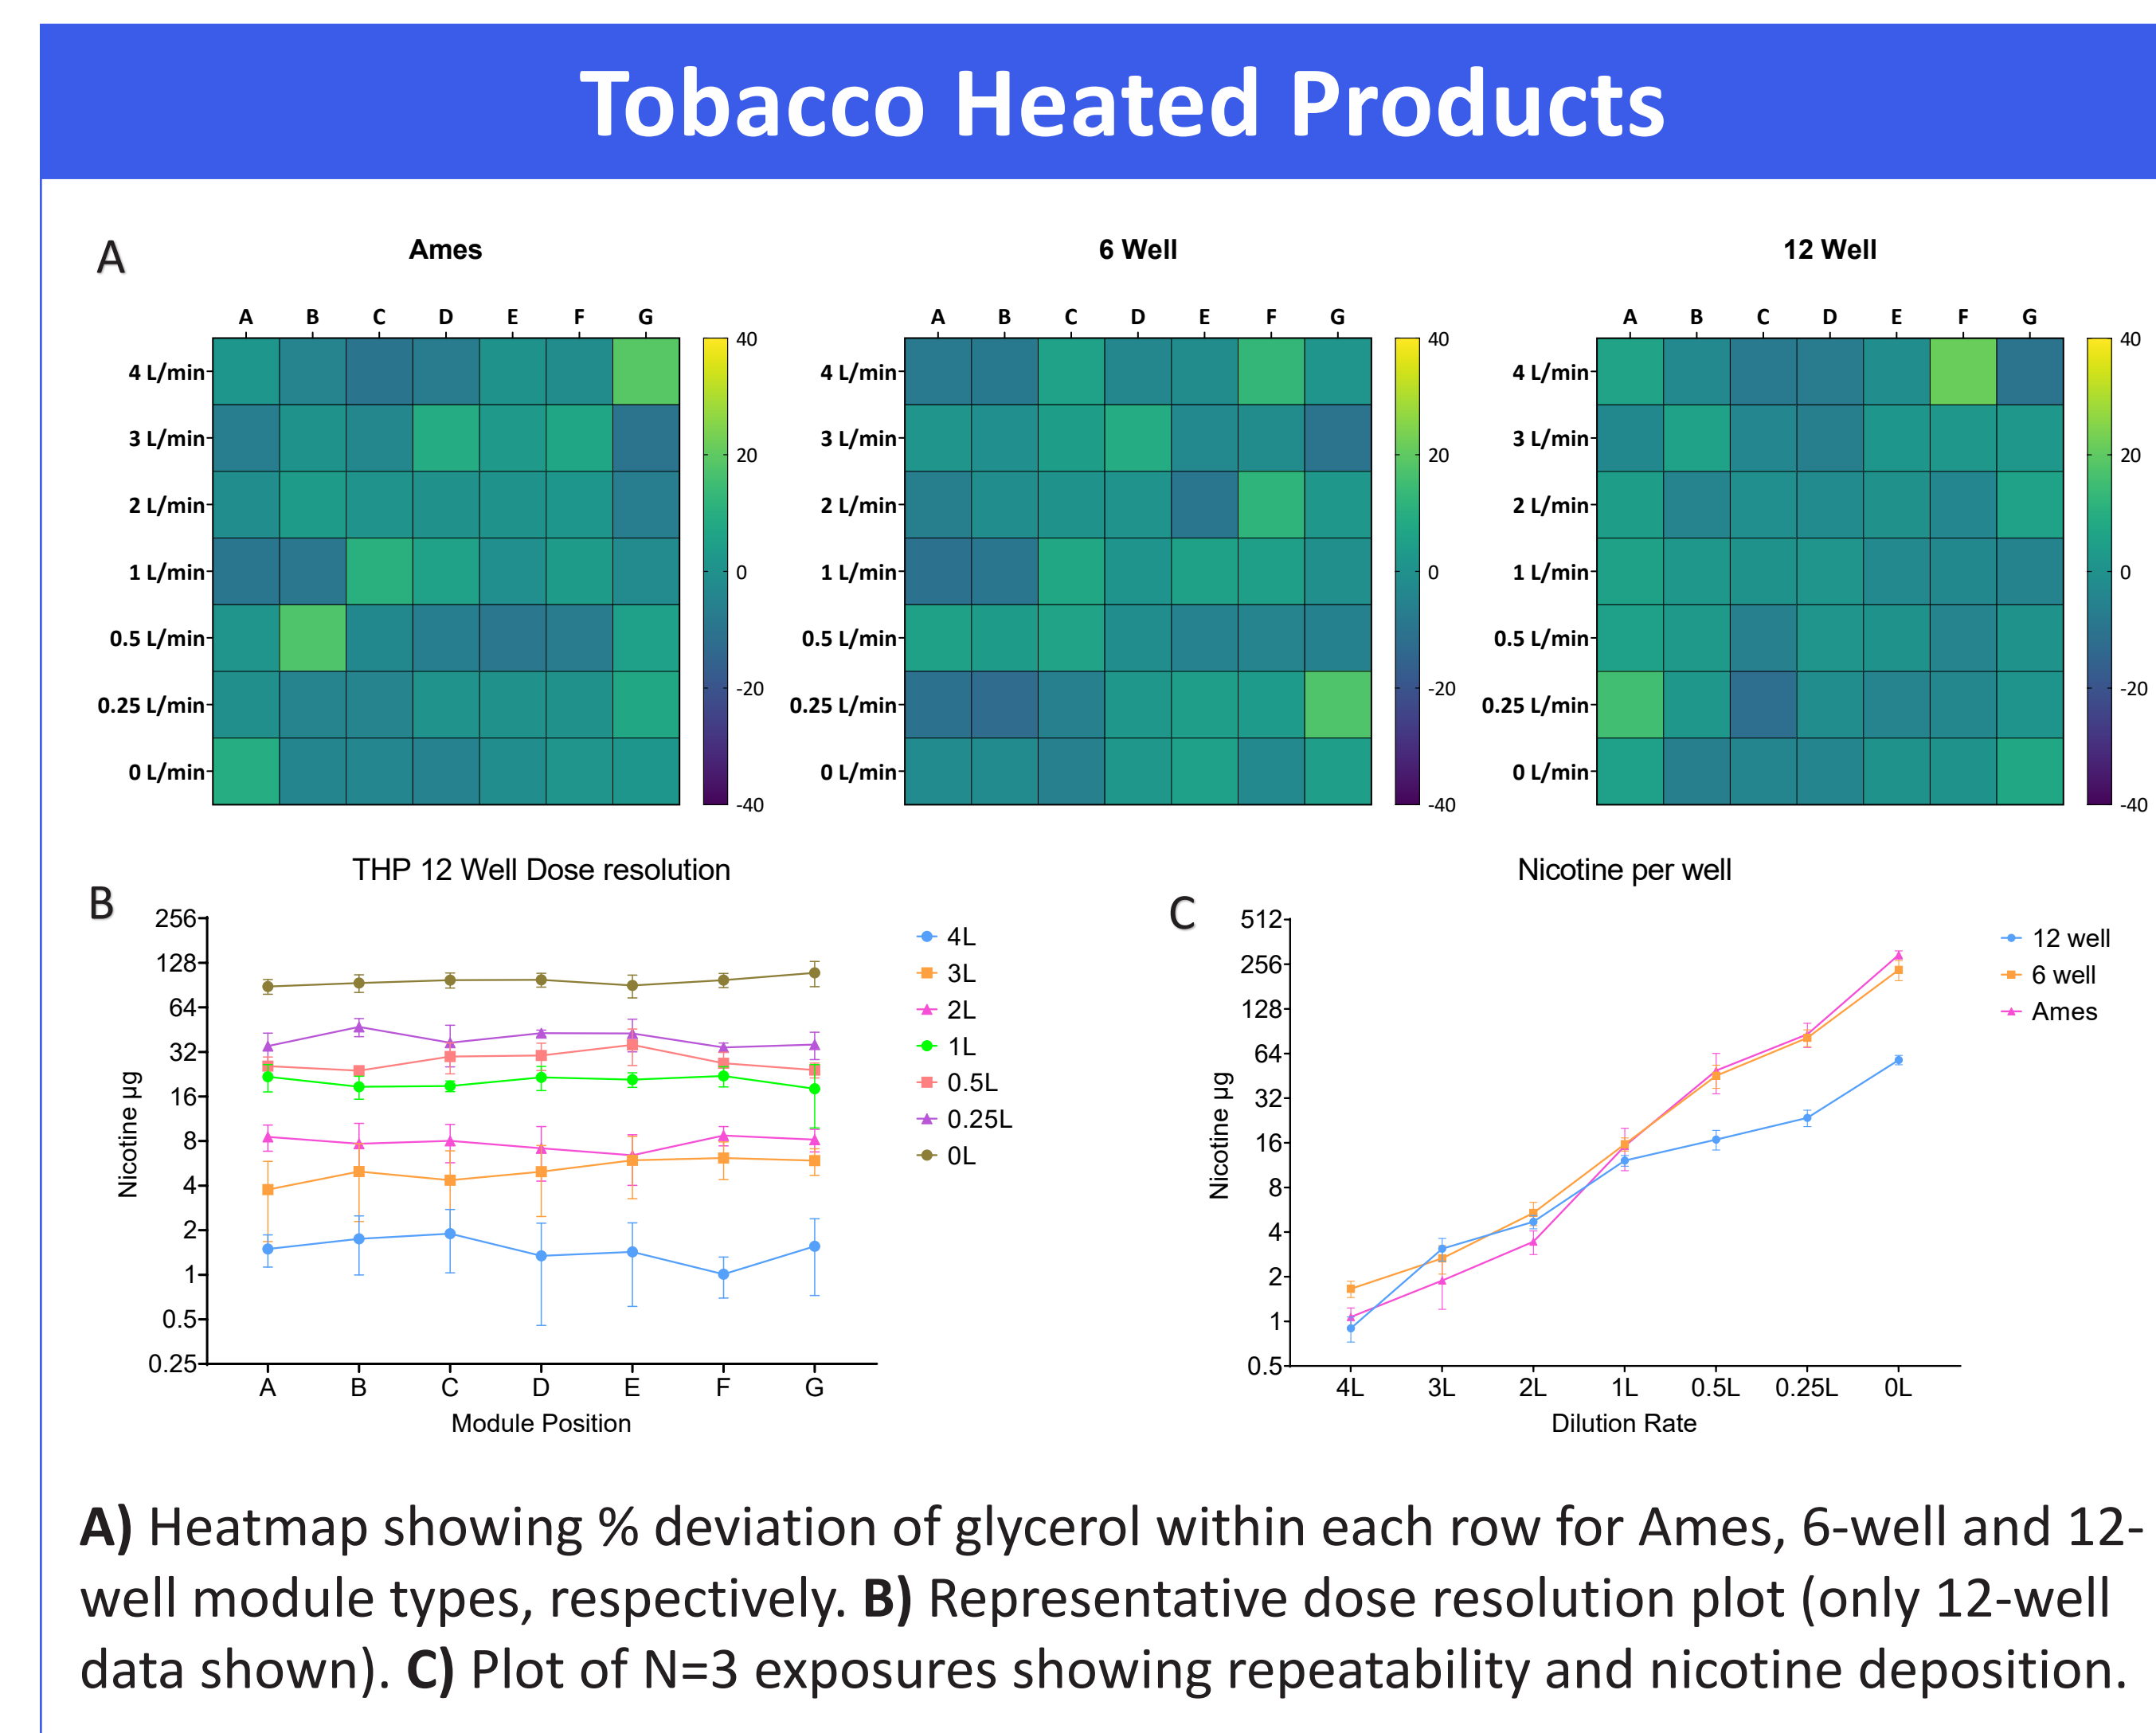 Tobacco Heated Products
A
Ames
6 Well
12 Well
A B C D E F G
A B C D E F G
A B C D E F G
4 L/min
3 L/min
2 L/min
1 L/min
0.5 L/min
0.25 L/min
0 L/min
40
20
0
-20
-40
4 L/min
3 L/min
2 L/min
1 L/min
0.5 L/min
0.25 L/min
0 L/min
40
20
0
-20
-40
4 L/min
3 L/min
2 L/min
1 L/min
0.5 L/min
0.25 L/min
0 L/min
40
20
0
-20
-40
B
THP 12 Well Dose resolution
Nicotine µg
256
128
64
32
16
8
4
2
1
0.5
0.25
A B C D E F G
Module Position
4L
3L
2L
1L
0.5L
0.25L
0L
C
Nicotine per well
Nicotine µg
512
256
128
64
32
16
8
4
2
1
0.5
4L 3L 2L 1L 0.5L 0.25L 0L
Dilution Rate
12 well
6 well
Ames
A) Heatmap showing % deviation of glycerol within each row for Ames, 6-well and 12-
well module types, respectively. B) Representative dose resolution plot (only 12-well
data shown). C) Plot of N=3 exposures showing repeatability and nicotine deposition.